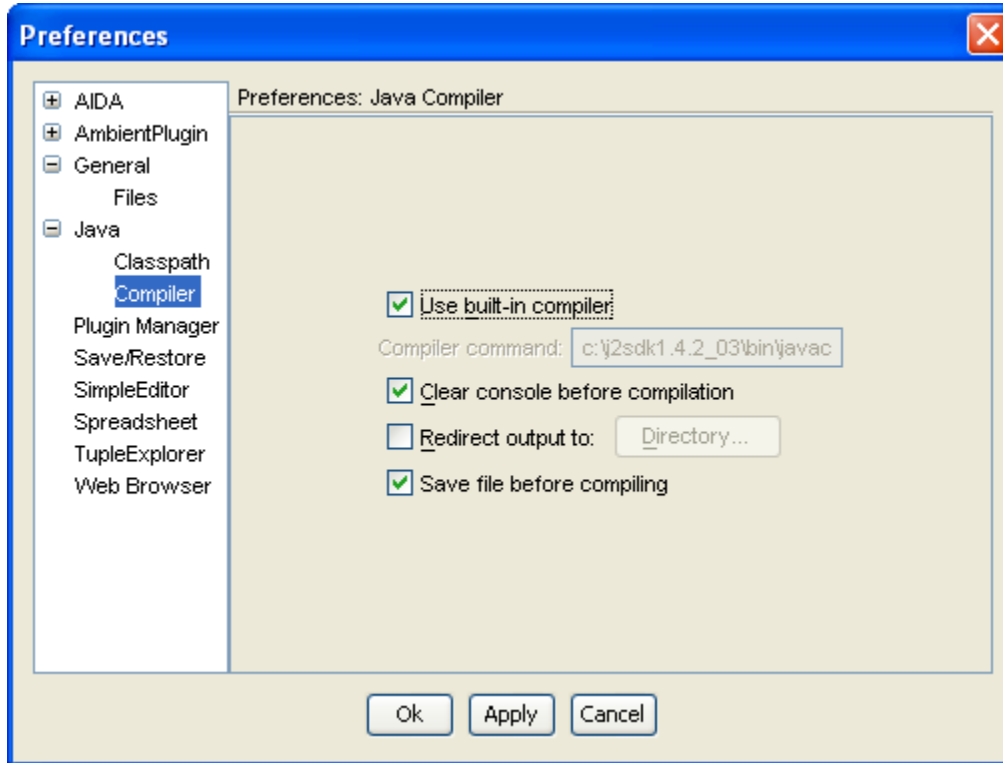 Preferences
AIDA
AmbientPlugin
General
Files
Java
Classpath
Compiler
Plugin Manager
Save/Restore
SimpleEditor
Spreadsheet
TupleExplorer
Web Browser
Preferences: Java Compiler
Use built-in compiler
Compiler command: c:\j2sdk1.4.2_03\bin\javac
Clear console before compilation
Redirect output to: Directory...
Save file before compiling
Ok Apply Cancel